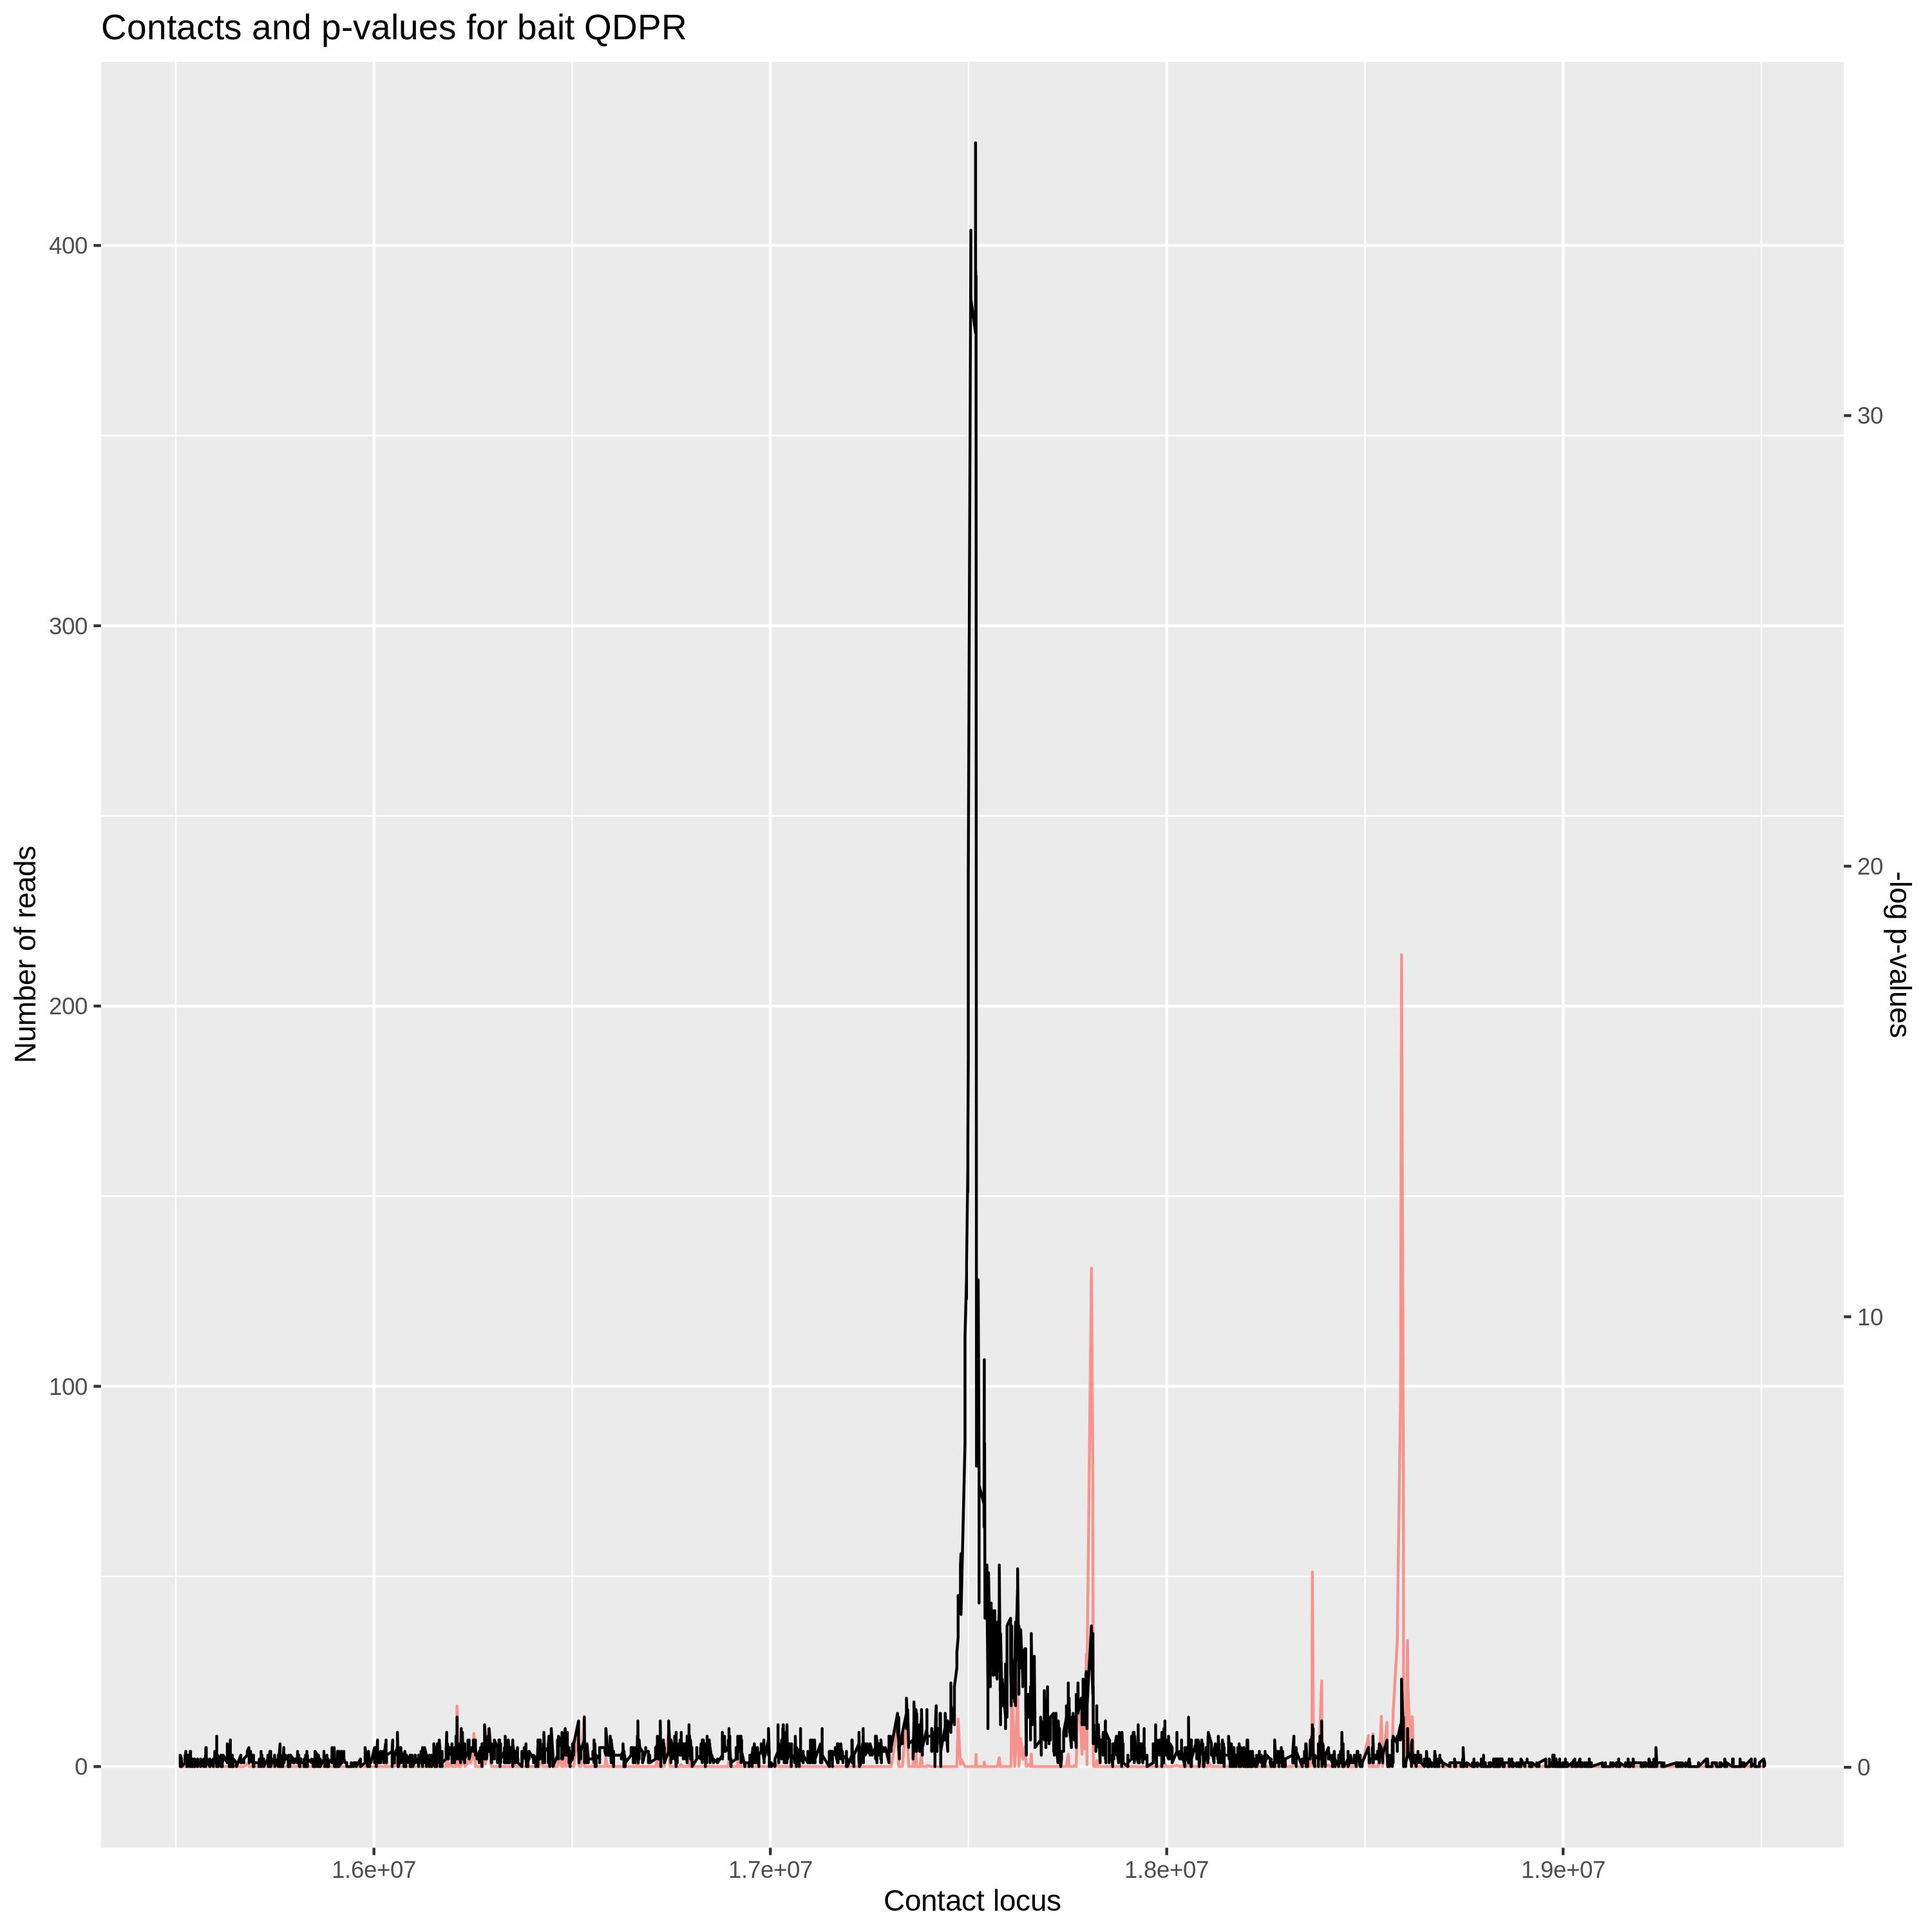 Contacts and p-values for bait QDPR
400
300
200
100
0
Number of reads
30
20
10
0
-log p-values
1.6e+07 1.7e+07 1.8e+07 1.9e+07
Contact locus